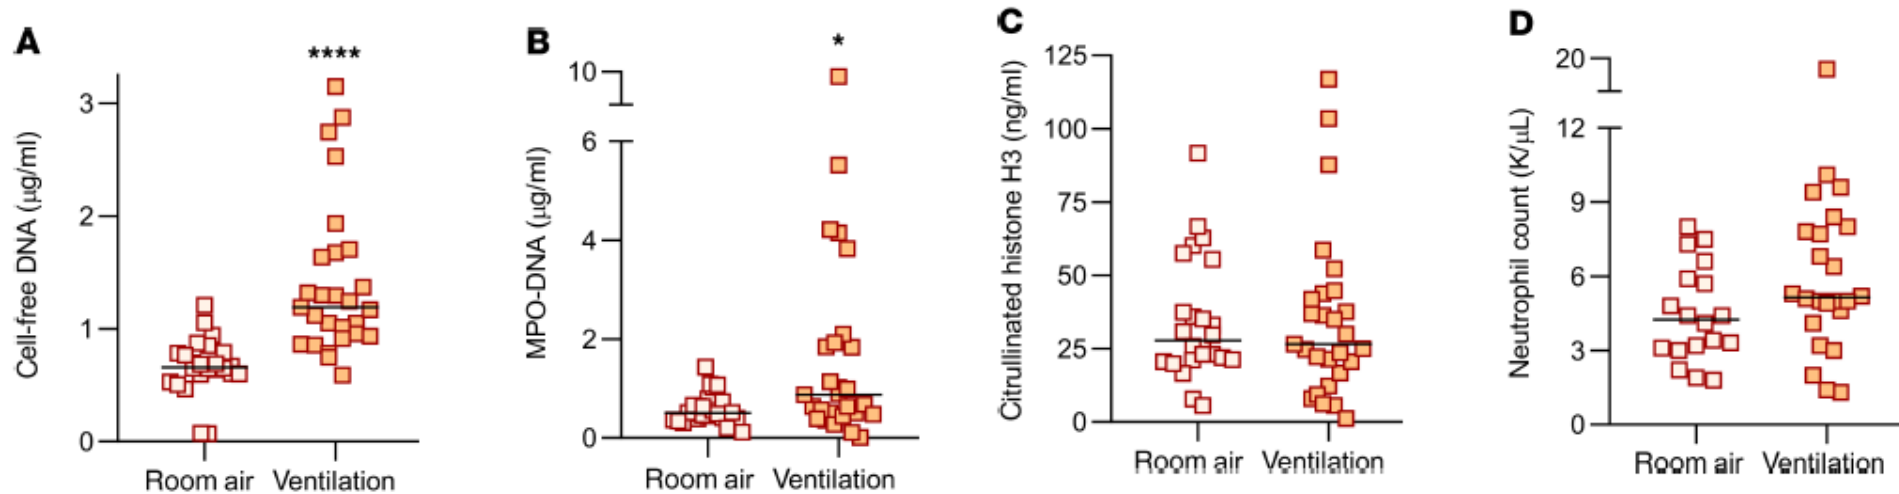 A
Cell-free DNA (µg/ml)
3
2
1
0
****
Room air
Ventilation
B
MPO-DNA (µg/ml)
10
6
4
2
0
*
Room air
Ventilation
C
Citrullinated histone H3 (ng/ml)
125
100
75
50
25
0
Room air
Ventilation
D
Neutrophil count (K/µL)
20
12
9
6
3
0
Room air
Ventilation